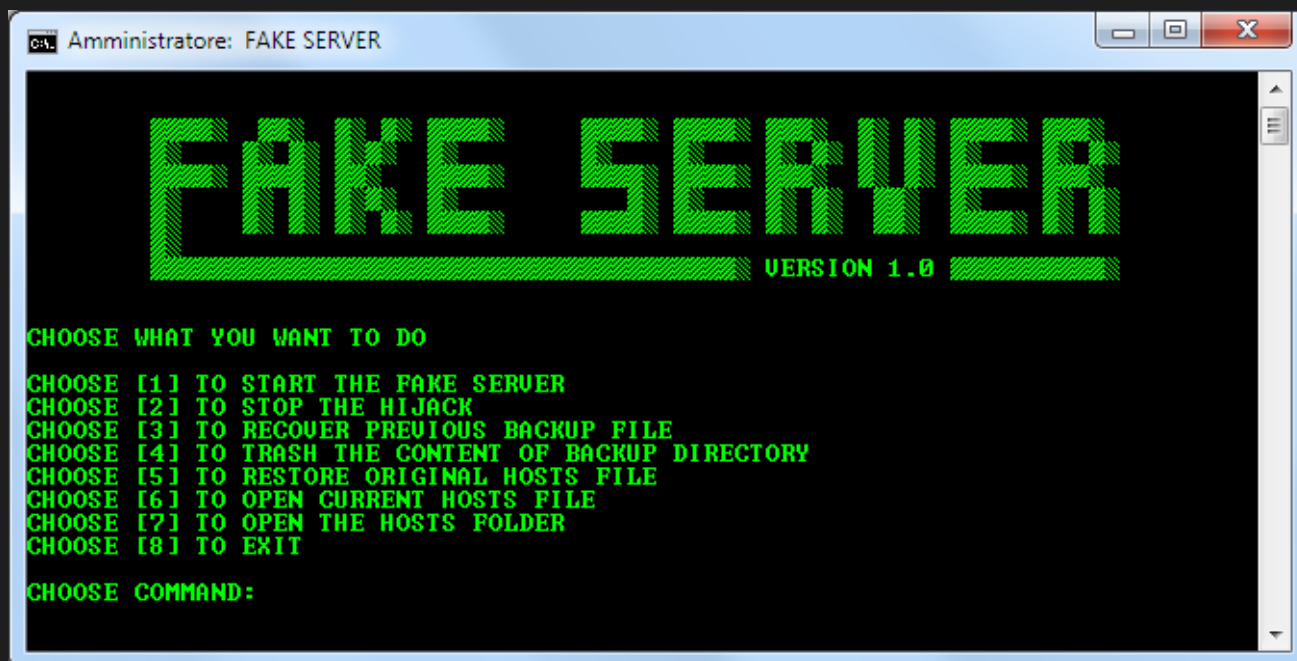 Amministratore: FAKE SERVER
FAKE SERVER
VERSION 1.0
CHOOSE WHAT YOU WANT TO DO
CHOOSE [1] TO START THE FAKE SERVER
CHOOSE [2] TO STOP THE HIJACK
CHOOSE [3] TO RECOVER PREVIOUS BACKUP FILE
CHOOSE [4] TO TRASH THE CONTENT OF BACKUP DIRECTORY
CHOOSE [5] TO RESTORE ORIGINAL HOSTS FILE
CHOOSE [6] TO OPEN CURRENT HOSTS FILE
CHOOSE [7] TO OPEN THE HOSTS FOLDER
CHOOSE [8] TO EXIT
CHOOSE COMMAND: